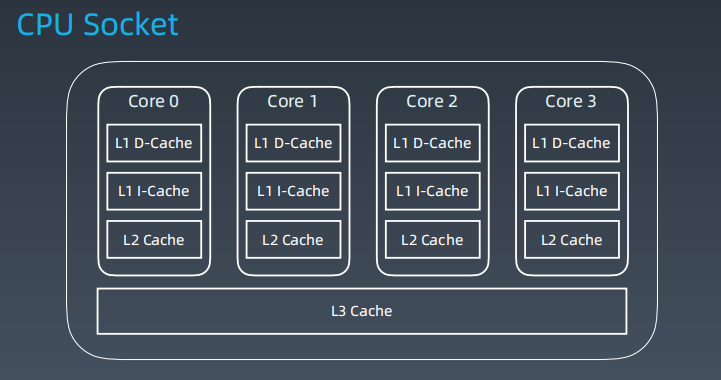 CPU Socket
Core 0
L1 D-Cache
L1 I-Cache
L2 Cache
Core 1
L1 D-Cache
L1 I-Cache
L2 Cache
Core 2
L1 D-Cache
L1 I-Cache
L2 Cache
Core 3
L1 D-Cache
L1 I-Cache
L2 Cache
L3 Cache